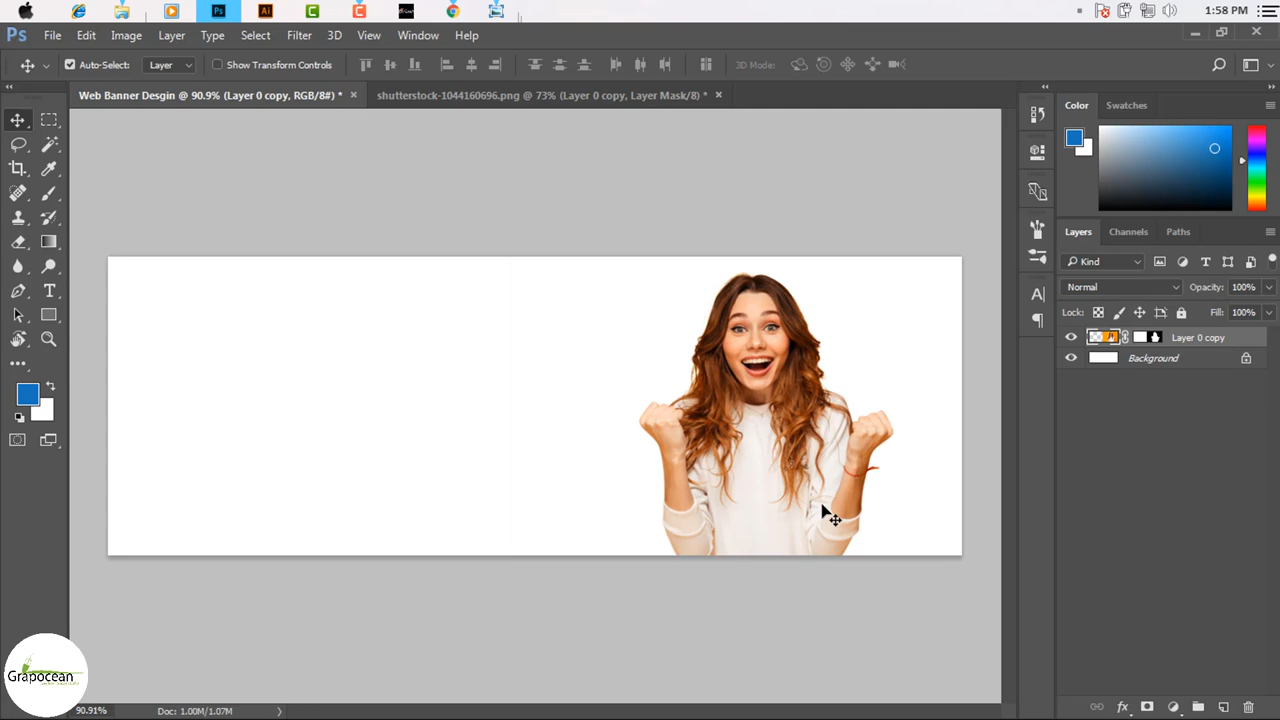 1:58 PM
Ps File Edit Image Layer Type Select Filter 3D View Window Help
Auto-Select: Layer Show Transform Controls 3D Mode:
Web Banner Desgin @ 90.9% (Layer 0 copy, RGB/8#) * shutterstock-1044160696.png @ 73% (Layer 0 copy, Layer Mask/8) *
Color Swatches
Layers Channels Paths
Kind
Normal Opacity: 100%
Lock: Fill: 100%
Layer 0 copy
Background
Grapocean
90.91% Doc: 1.00M/1.07M